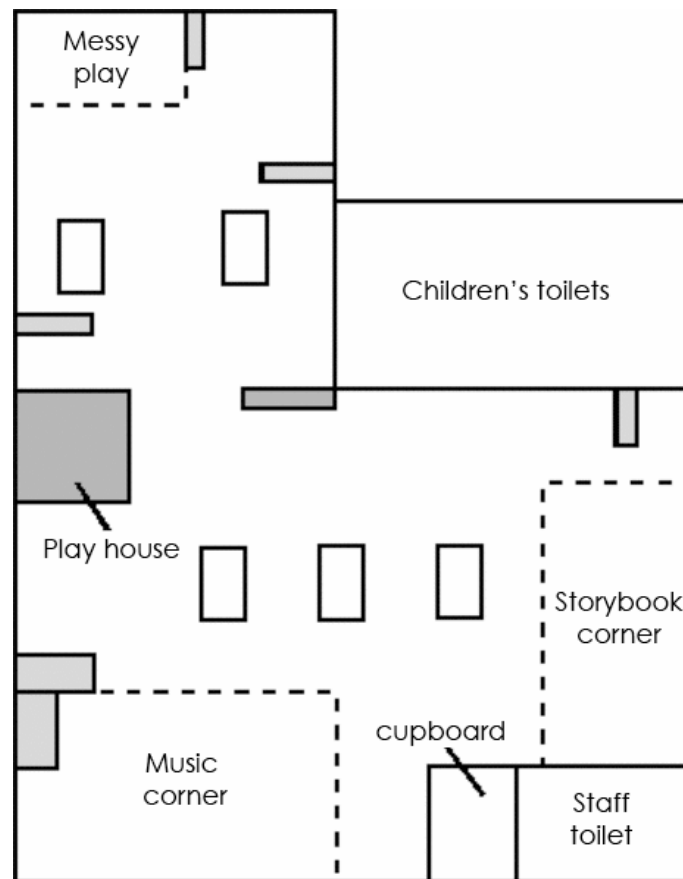 Messy
play
Children's toilets
Play house
Storybook
corner
cupboard
Music
corner
Staff
toilet